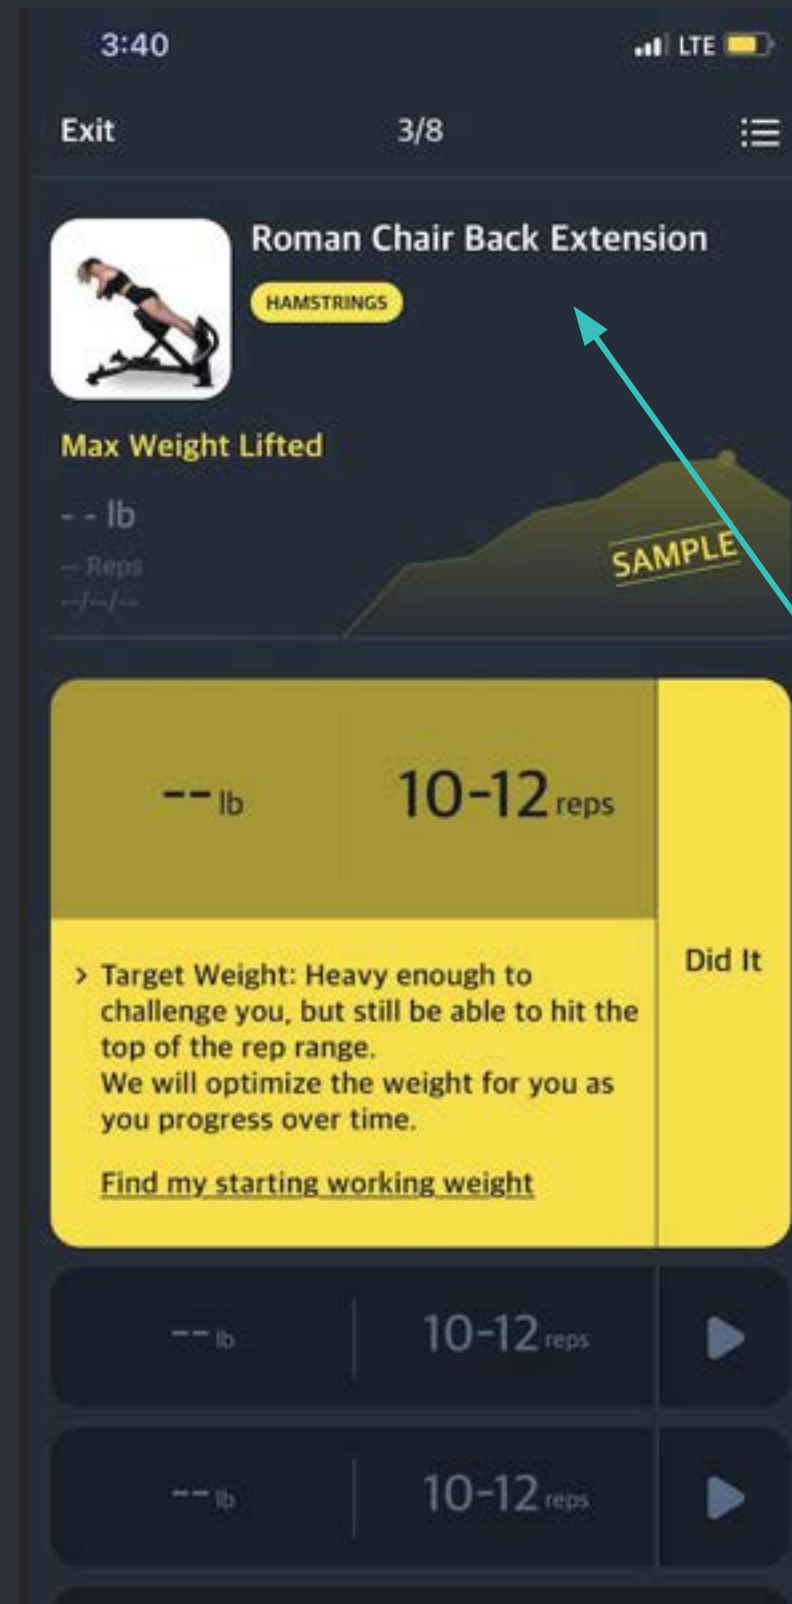 3:40 LTE
Exit 3/8
Roman Chair Back Extension
HAMSTRINGS
Max Weight Lifted
-- lb
-- Reps
--/--/--
SAMPLE
-- lb 10-12 reps
Did It
> Target Weight: Heavy enough to
challenge you, but still be able to hit the
top of the rep range.
We will optimize the weight for you as
you progress over time.
Find my starting working weight
-- lb 10-12 reps
-- lb 10-12 reps